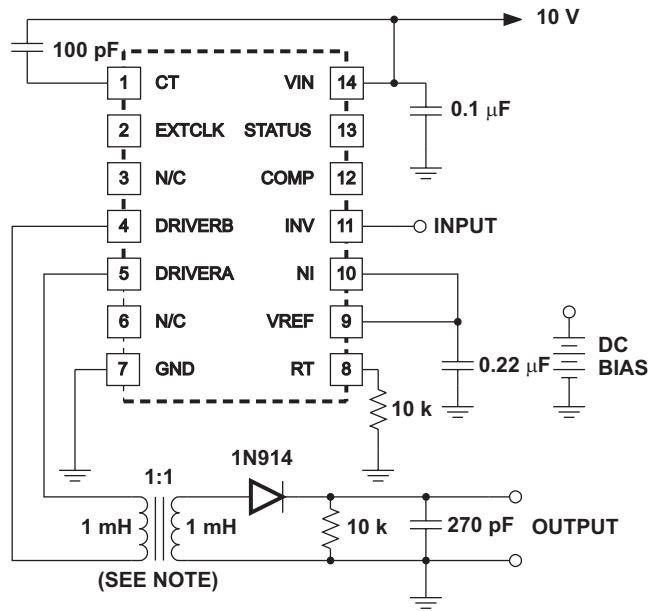 10 V
100 pF
1 CT VIN 14
0.1 μF
2 EXTCLK STATUS 13
3 N/C COMP 12
4 DRIVERB INV 11 INPUT
5 DRIVERA NI 10
6 N/C VREF 9
DC
BIAS
7 GND RT 8
0.22 μF
10 k
1:1
1N914
1 mH 1 mH 10 k 270 pF OUTPUT
(SEE NOTE)